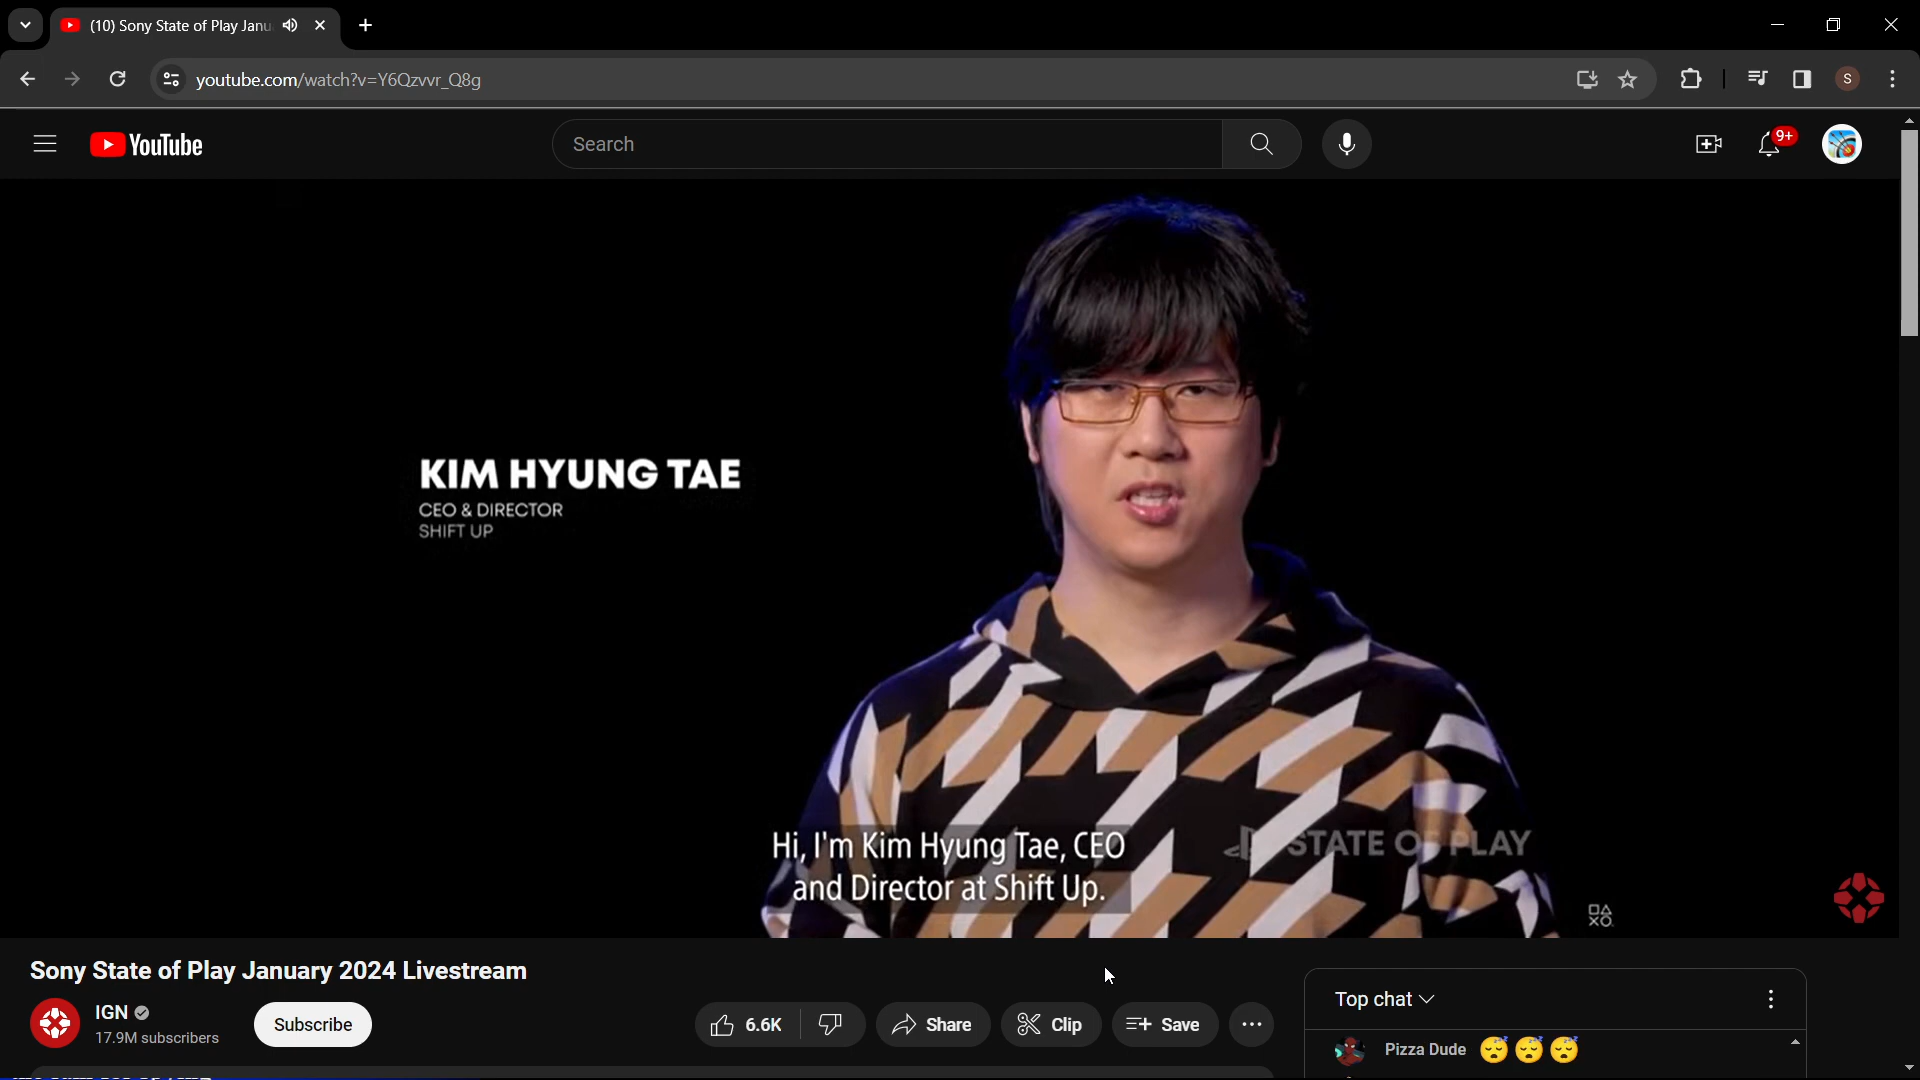 (10) Sony State of Play Janu
youtube.com/watch?v=Y6Qzvvr_Q8g
YouTube
Search
9+
S
KIM HYUNG TAE
CEO & DIRECTOR
SHIFT UP
Hi, I'm Kim Hyung Tae, CEO
and Director at Shift Up.
STATE OF PLAY
Sony State of Play January 2024 Livestream
IGN
17.9M subscribers
Subscribe
6.6K
Share
Clip
Save
Top chat
Pizza Dude 😴😴😴